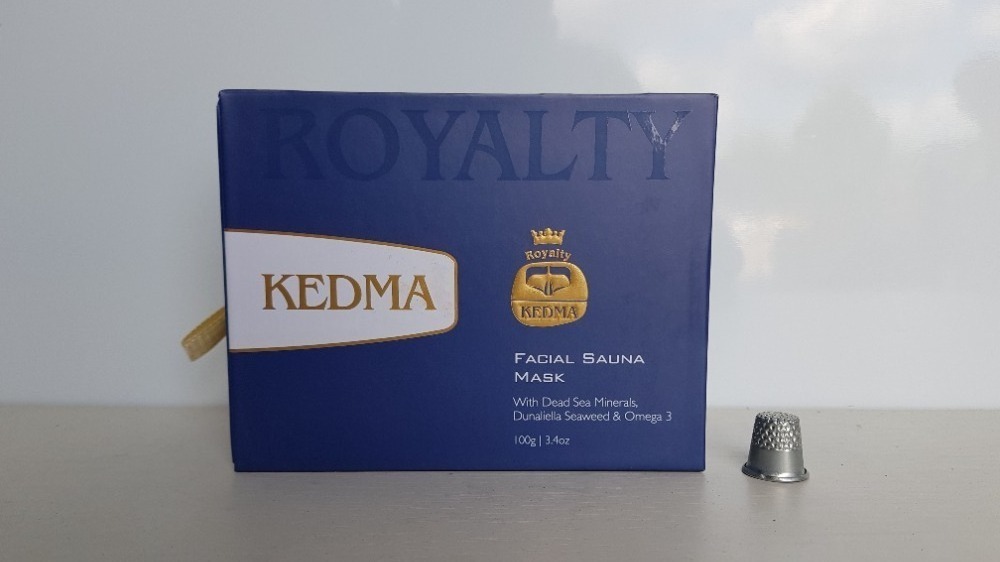 ROYALTY
KEDMA
Royalty
KEDMA
FACIAL SAUNA
MASK
With Dead Sea Minerals,
Dunaliella Seaweed & Omega 3
100g | 3.4oz